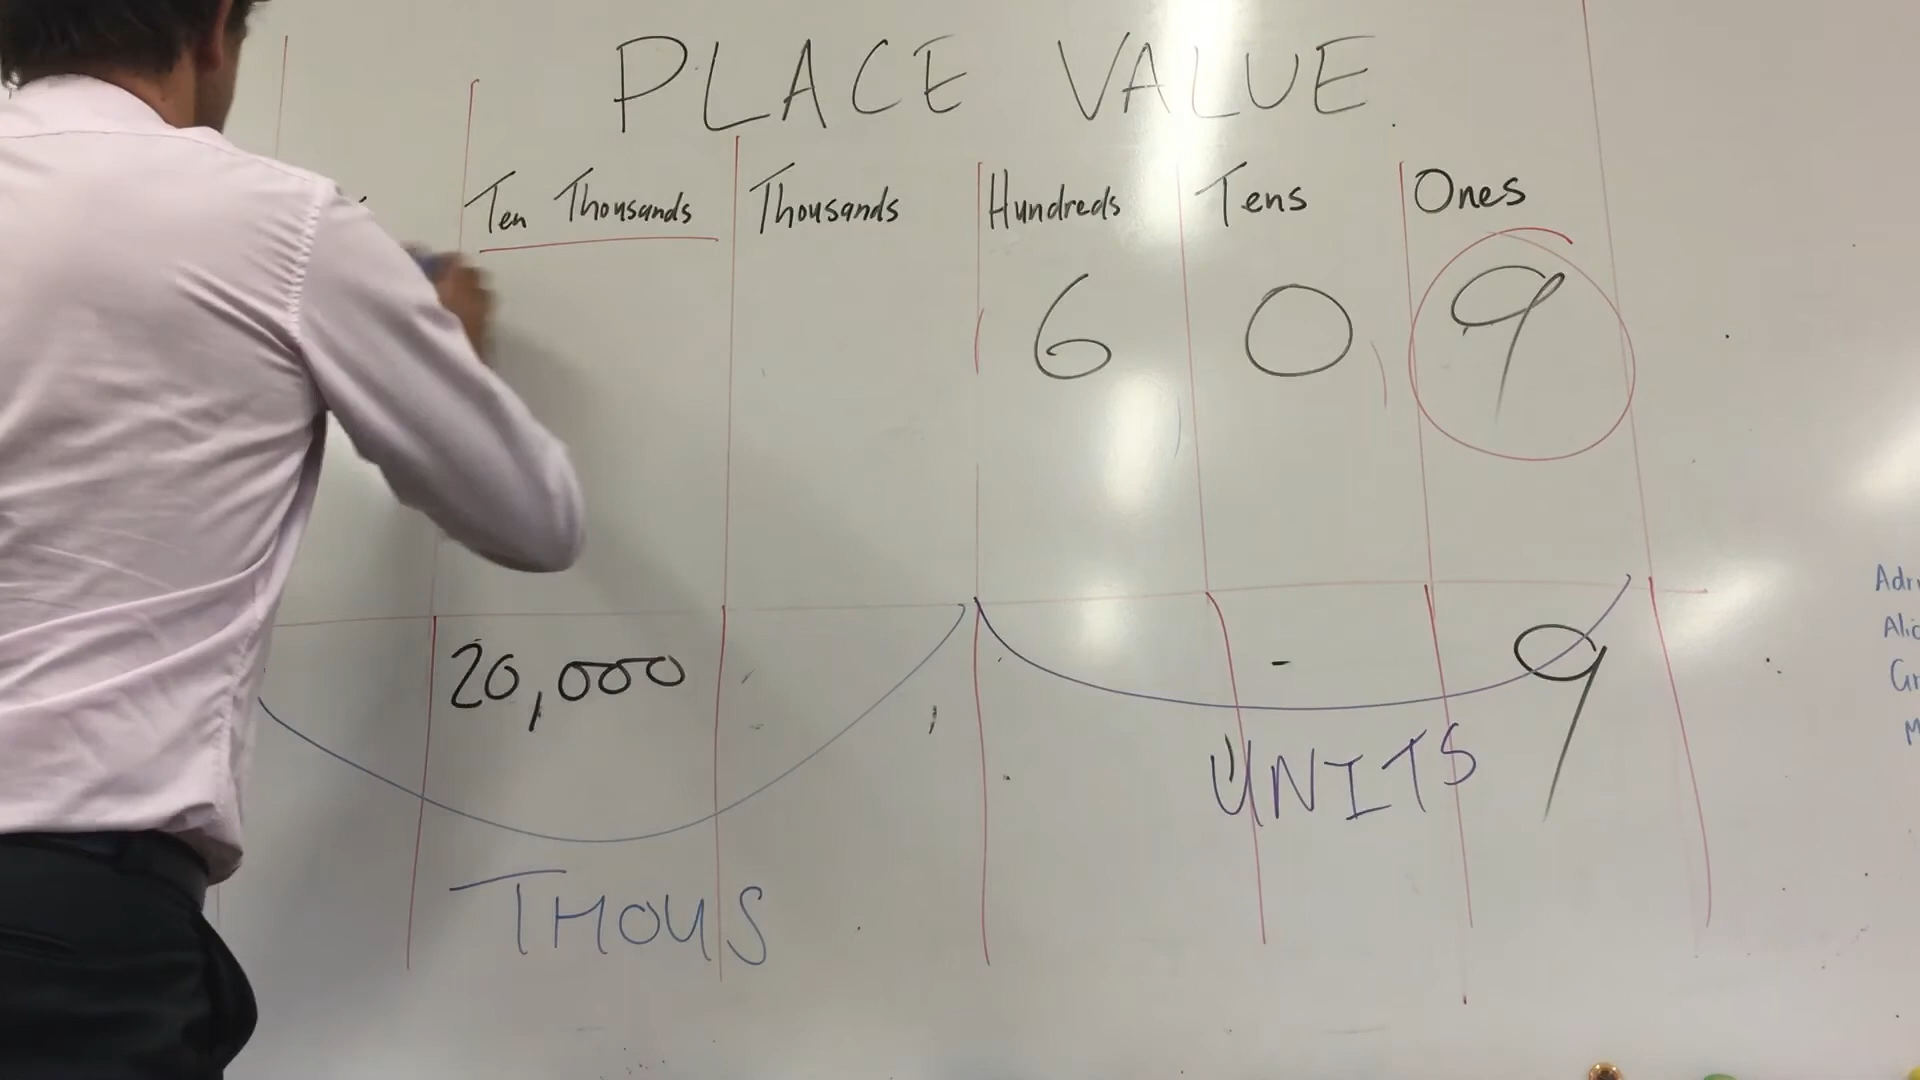 PLACE VALUE
Ten Thousands Thousands Hundreds Tens Ones
6 0 9
20,000 , - 9
UNITS
THOUS